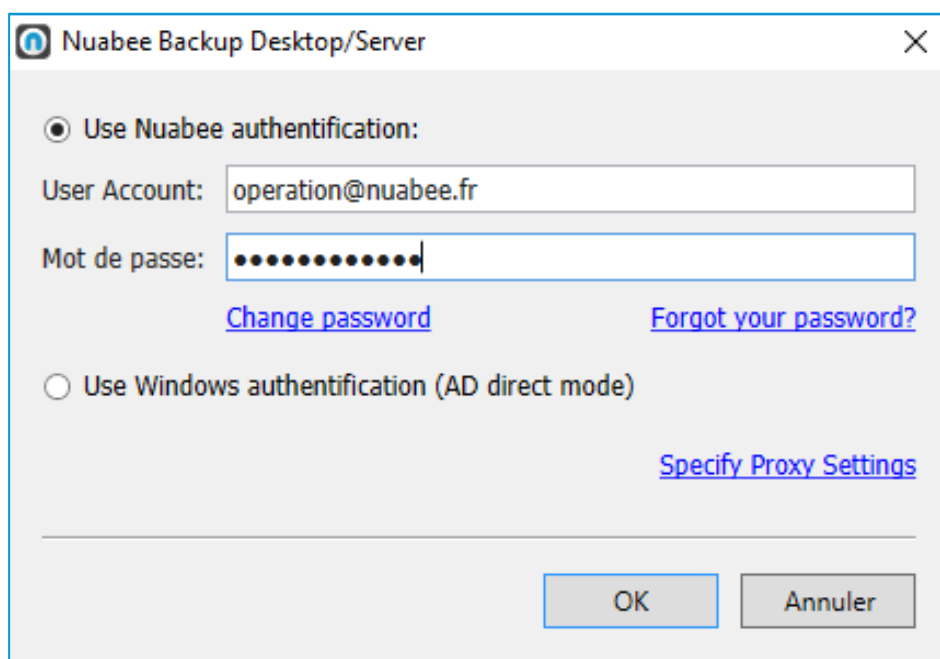 Nuabee Backup Desktop/Server
Use Nuabee authentification:
User Account: operation@nuabee.fr
Mot de passe: ●●●●●●●●●●●●
Change password Forgot your password?
Use Windows authentification (AD direct mode)
Specify Proxy Settings
OK Annuler